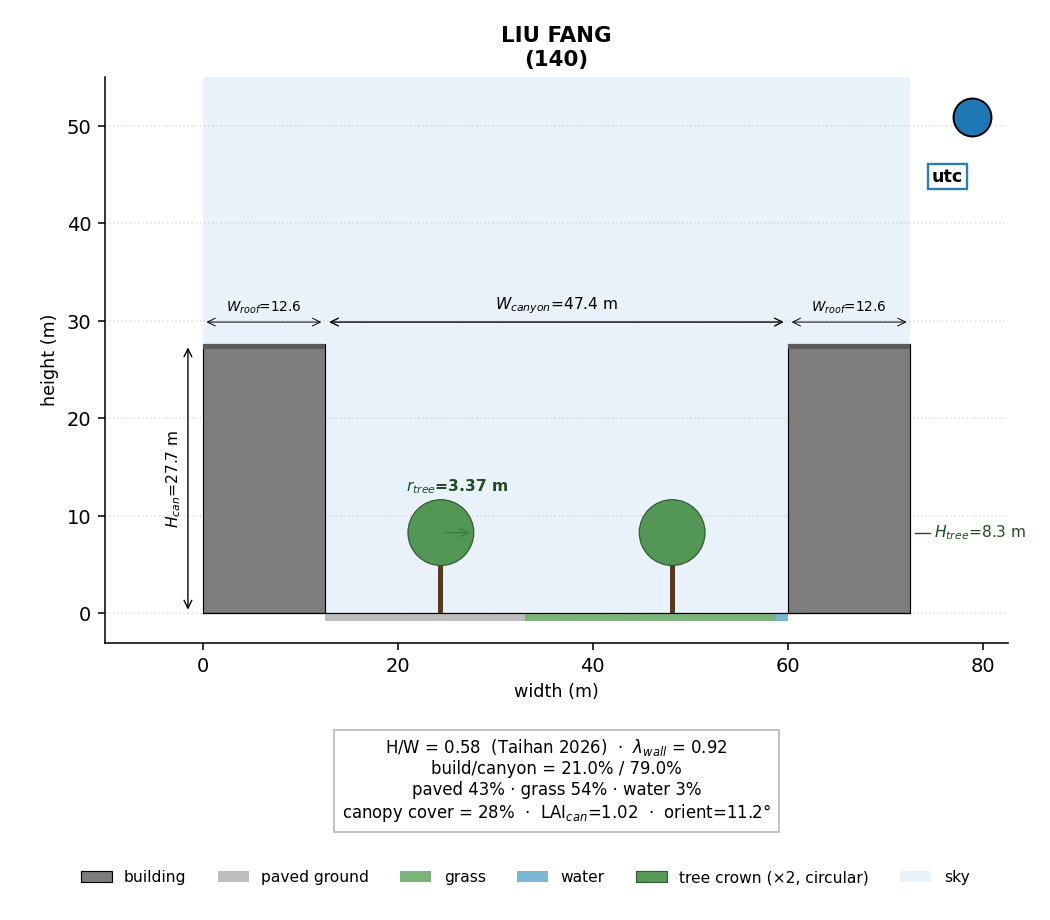 LIU FANG
(140)
50
40
30
20
10
0
height (m)
utc
W_roof=12.6
W_canyon=47.4 m
W_roof=12.6
H_can=27.7 m
r_tree=3.37 m
H_tree=8.3 m
0 20 40 60 80
width (m)
H/W = 0.58 (Taihan 2026) · λ_wall = 0.92
build/canyon = 21.0% / 79.0%
paved 43% · grass 54% · water 3%
canopy cover = 28% · LAI_can=1.02 · orient=11.2°
building paved ground grass water tree crown (×2, circular) sky